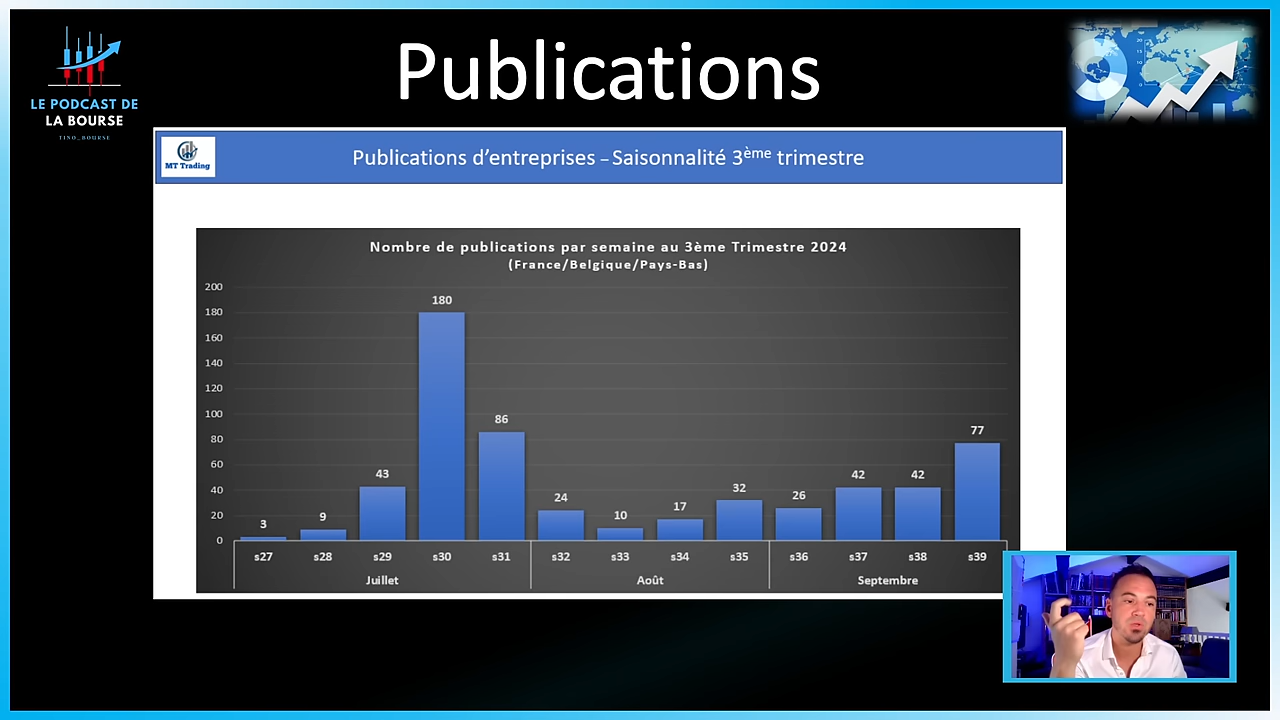 LE PODCAST DE
LA BOURSE
TINO_BOURSE
Publications
MT Trading
Publications d’entreprises – Saisonnalité 3ème trimestre
Nombre de publications par semaine au 3ème Trimestre 2024
(France/Belgique/Pays-Bas)
200
180
160
140
120
100
80
60
40
20
0
3
9
43
180
86
24
10
17
32
26
42
42
77
s27
s28
s29
s30
s31
s32
s33
s34
s35
s36
s37
s38
s39
Juillet
Août
Septembre